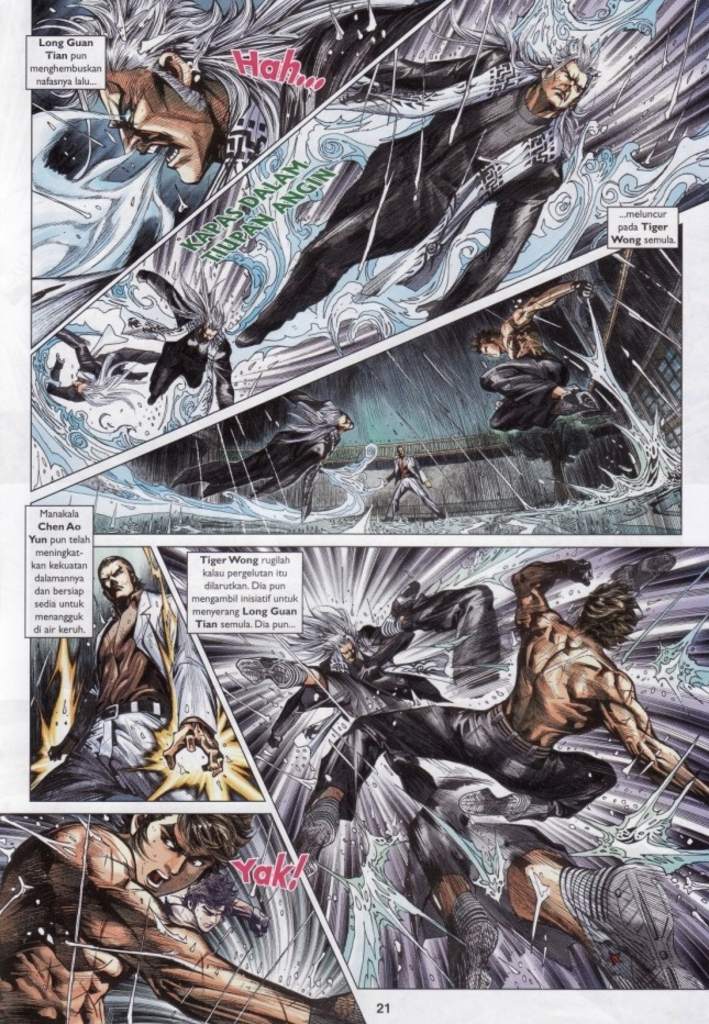 Long Guan
Tian pun
menghembuskan
nafasnya lalu...
Hah...
KAPAS DALAM
TIUPAN ANGIN
...meluncur
pada Tiger
Wong semula.
Manakala
Chen Ao
Yun pun telah
meningkat-
kan kekuatan
dalamannya
dan bersiap
sedia untuk
menangguk
di air keruh.
Tiger Wong rugilah
kalau pergelutan itu
dilarutkan. Dia pun
mengambil inisiatif untuk
menyerang Long Guan
Tian semula. Dia pun...
Yak!
21